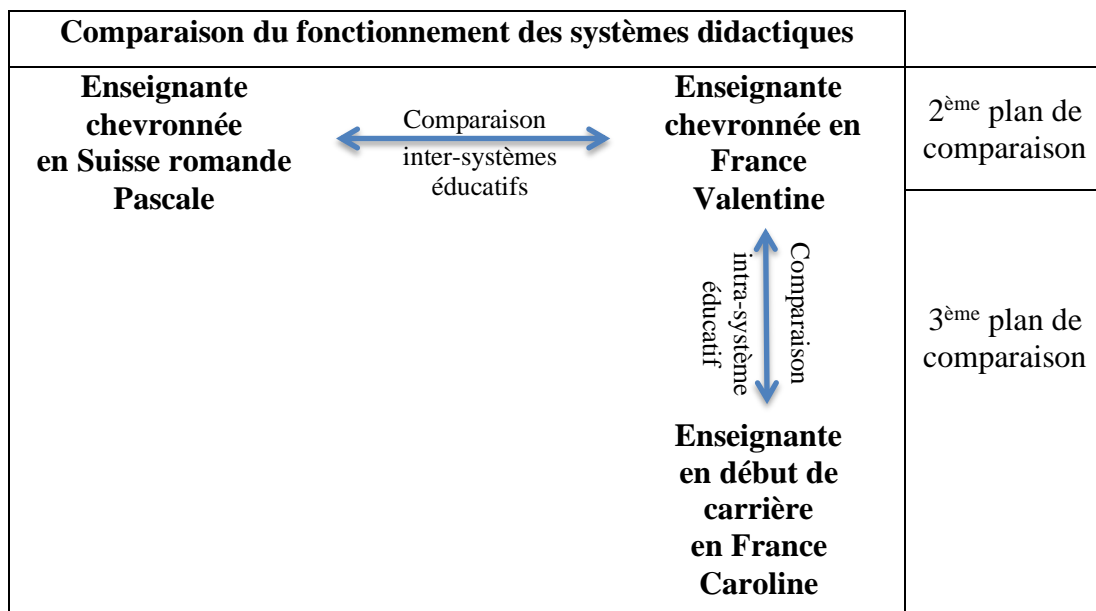 Comparaison du fonctionnement des systèmes didactiques
Enseignante
chevronnée
en Suisse romande
Pascale
Comparaison
inter-systèmes
éducatifs
Enseignante
chevronnée en
France
Valentine
2ème plan de
comparaison
Comparaison
intra-système
éducatif
3ème plan de
comparaison
Enseignante
en début de
carrière
en France
Caroline